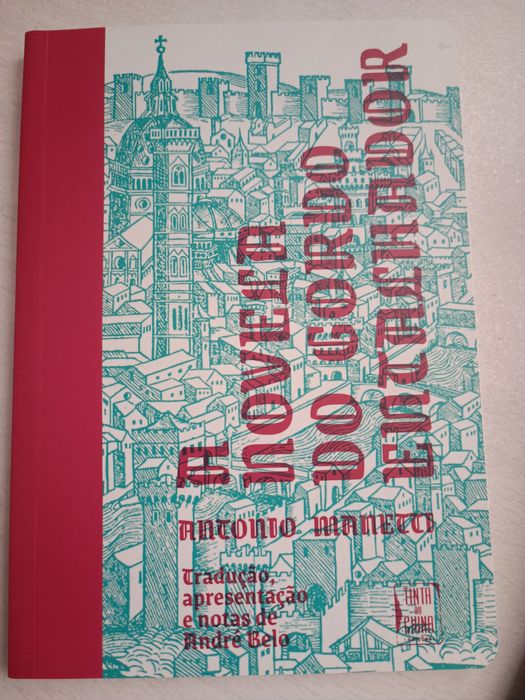 A
NOVELA
DO GORDO
ENTALHADOR
ANTONIO MANETTI
Tradução,
apresentação
e notas de
André Belo
TINTA
DA
CHINA